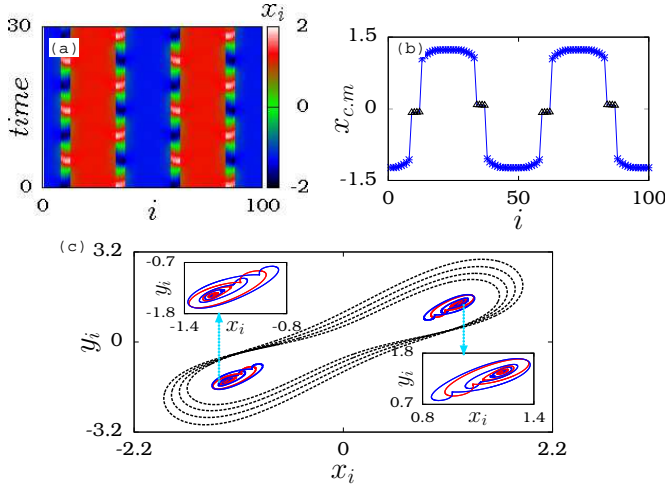 x_i
30
(a)
time
0
0
i
100
2
0
-2
1.5
(b)
x_{c.m}
0
-1.5
0
50
i
100
(c)
3.2
y_i
0
-3.2
-2.2
0
x_i
2.2
-0.7
y_i
-1.8
-1.4
x_i
-0.8
1.8
y_i
0.7
0.8
x_i
1.4